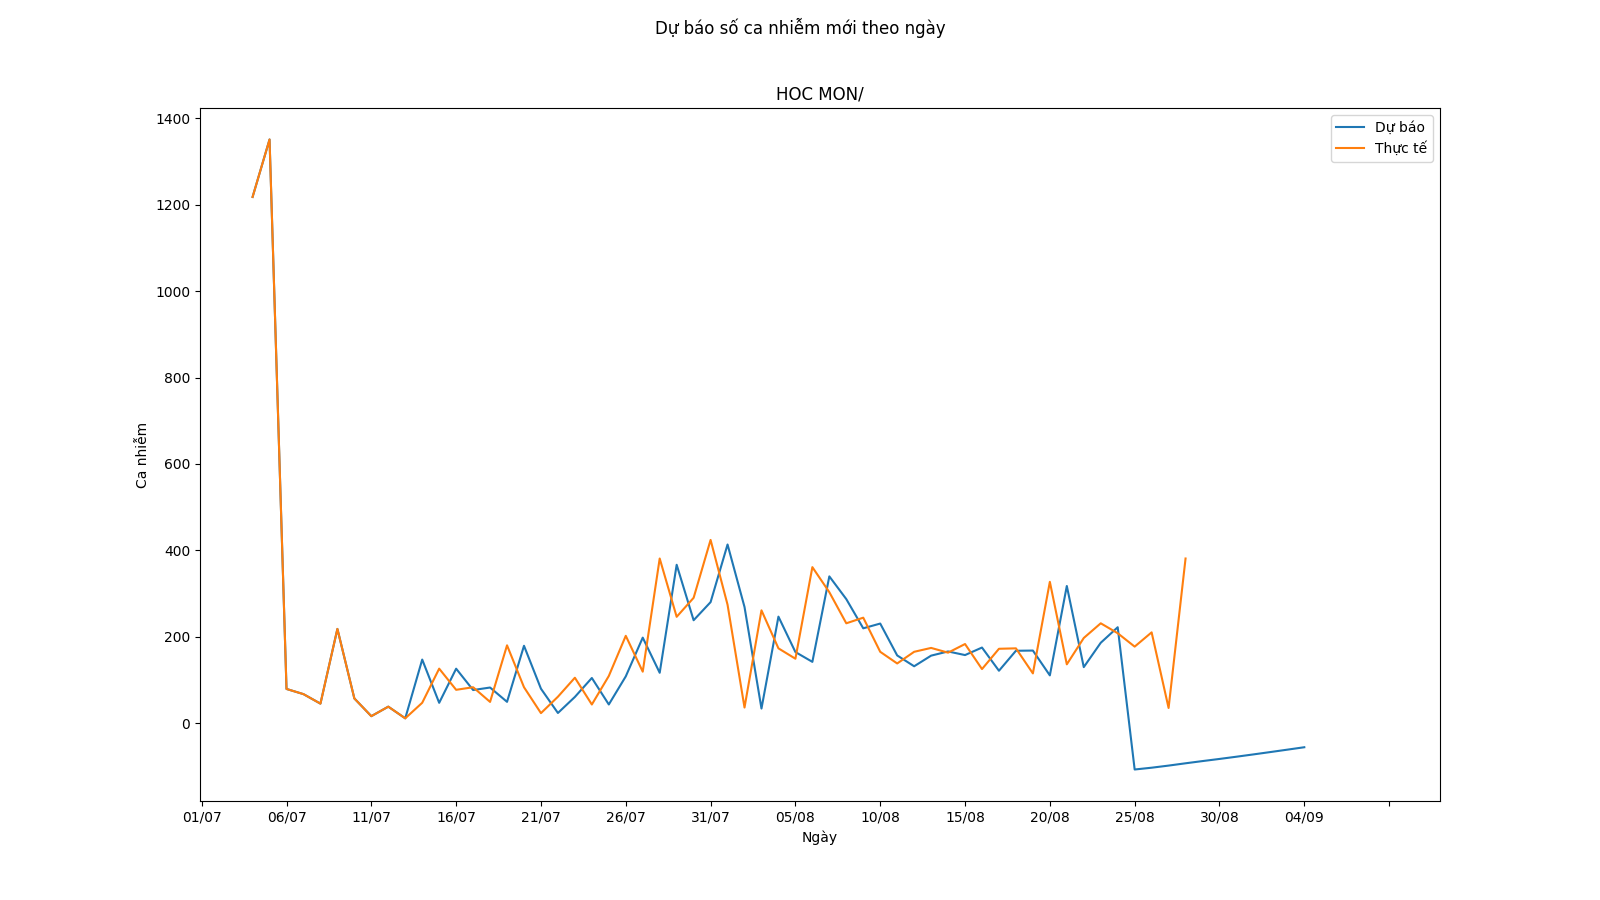 Dự báo số ca nhiễm mới theo ngày
HOC MON/
Dự báo
Thực tế
1400
1200
1000
800
600
400
200
0
Ca nhiễm
01/07 06/07 11/07 16/07 21/07 26/07 31/07 05/08 10/08 15/08 20/08 25/08 30/08 04/09
Ngày